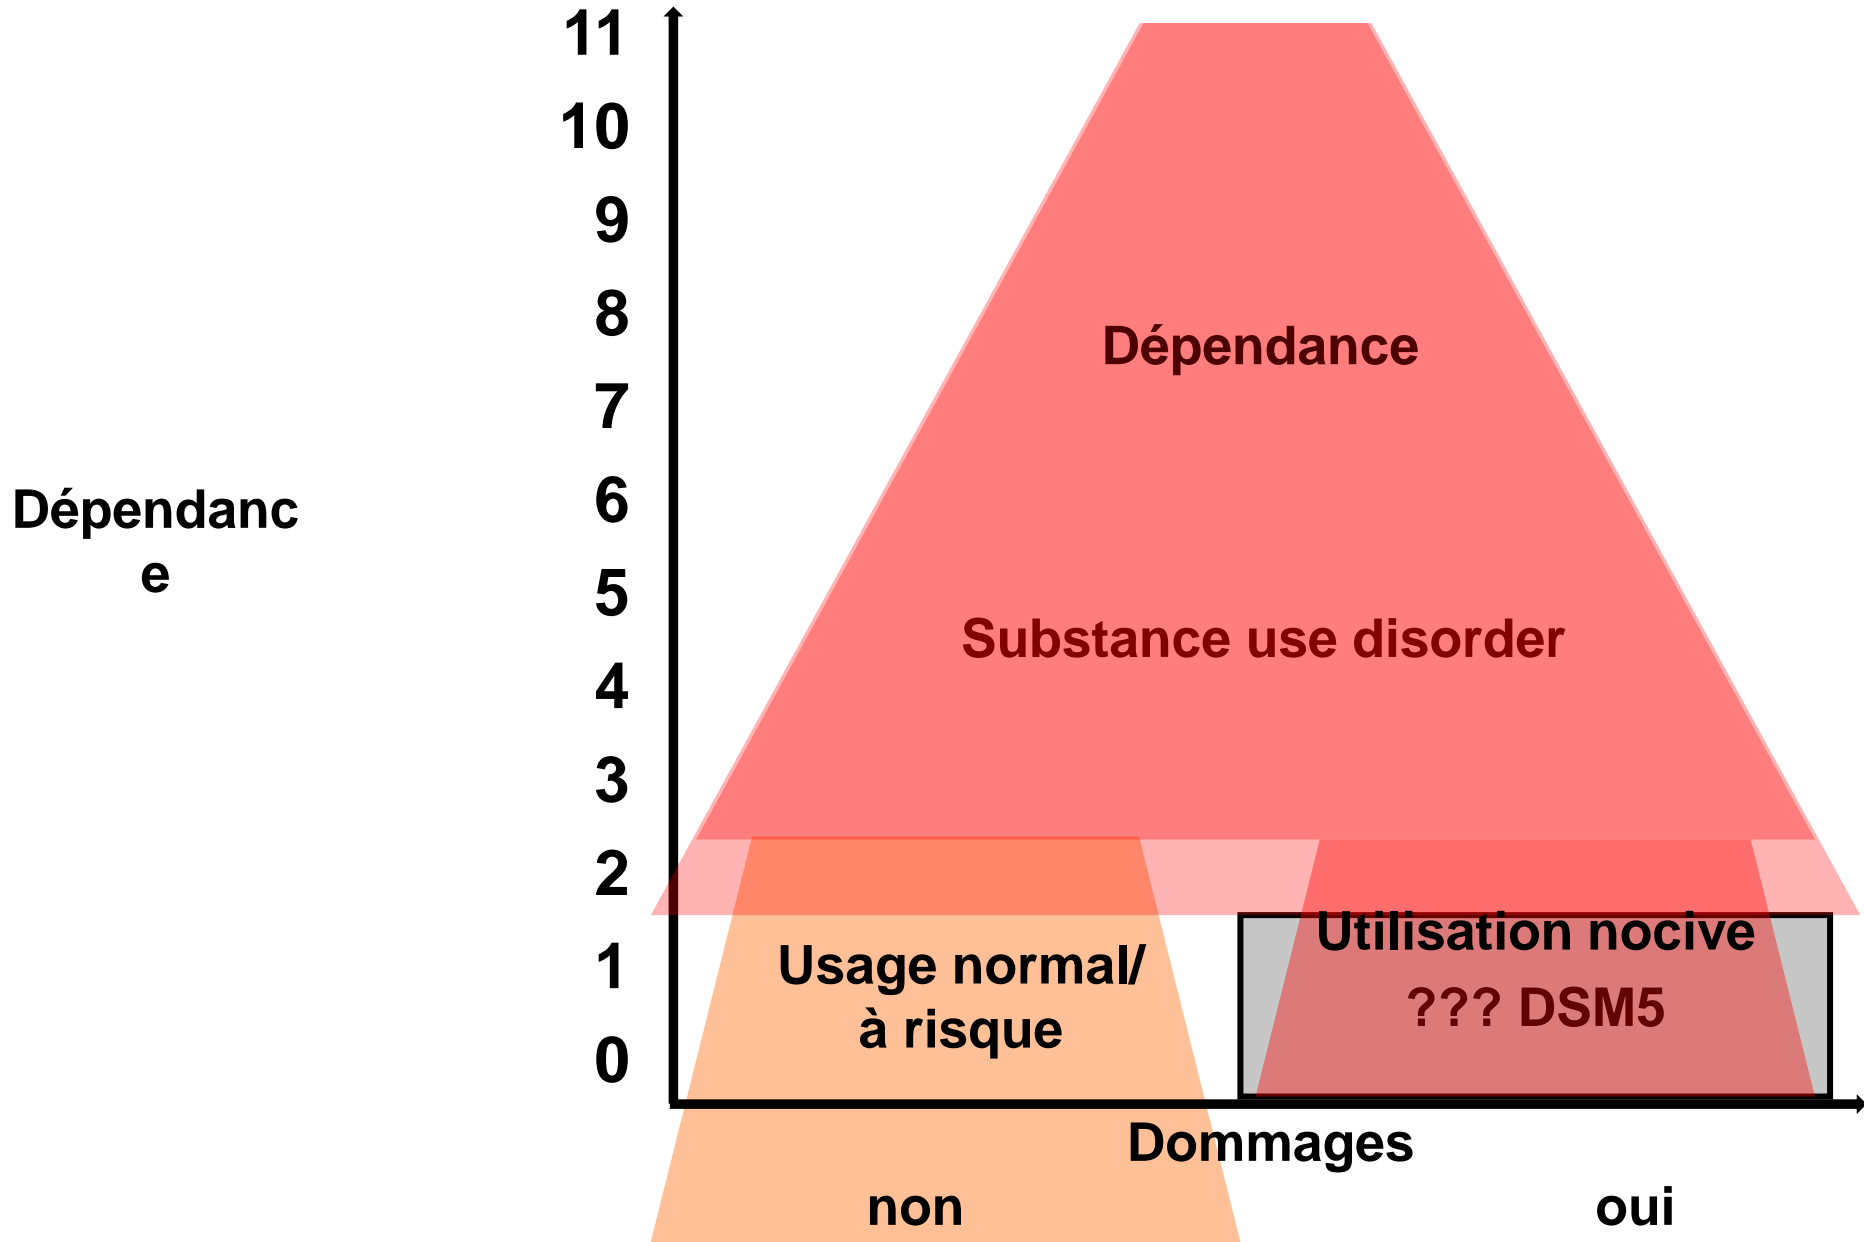 11
10
9
8
7
6
5
4
3
2
1
0
Dépendanc
e
Dépendance
Substance use disorder
Usage normal/
à risque
Utilisation nocive
??? DSM5
Dommages
non
oui